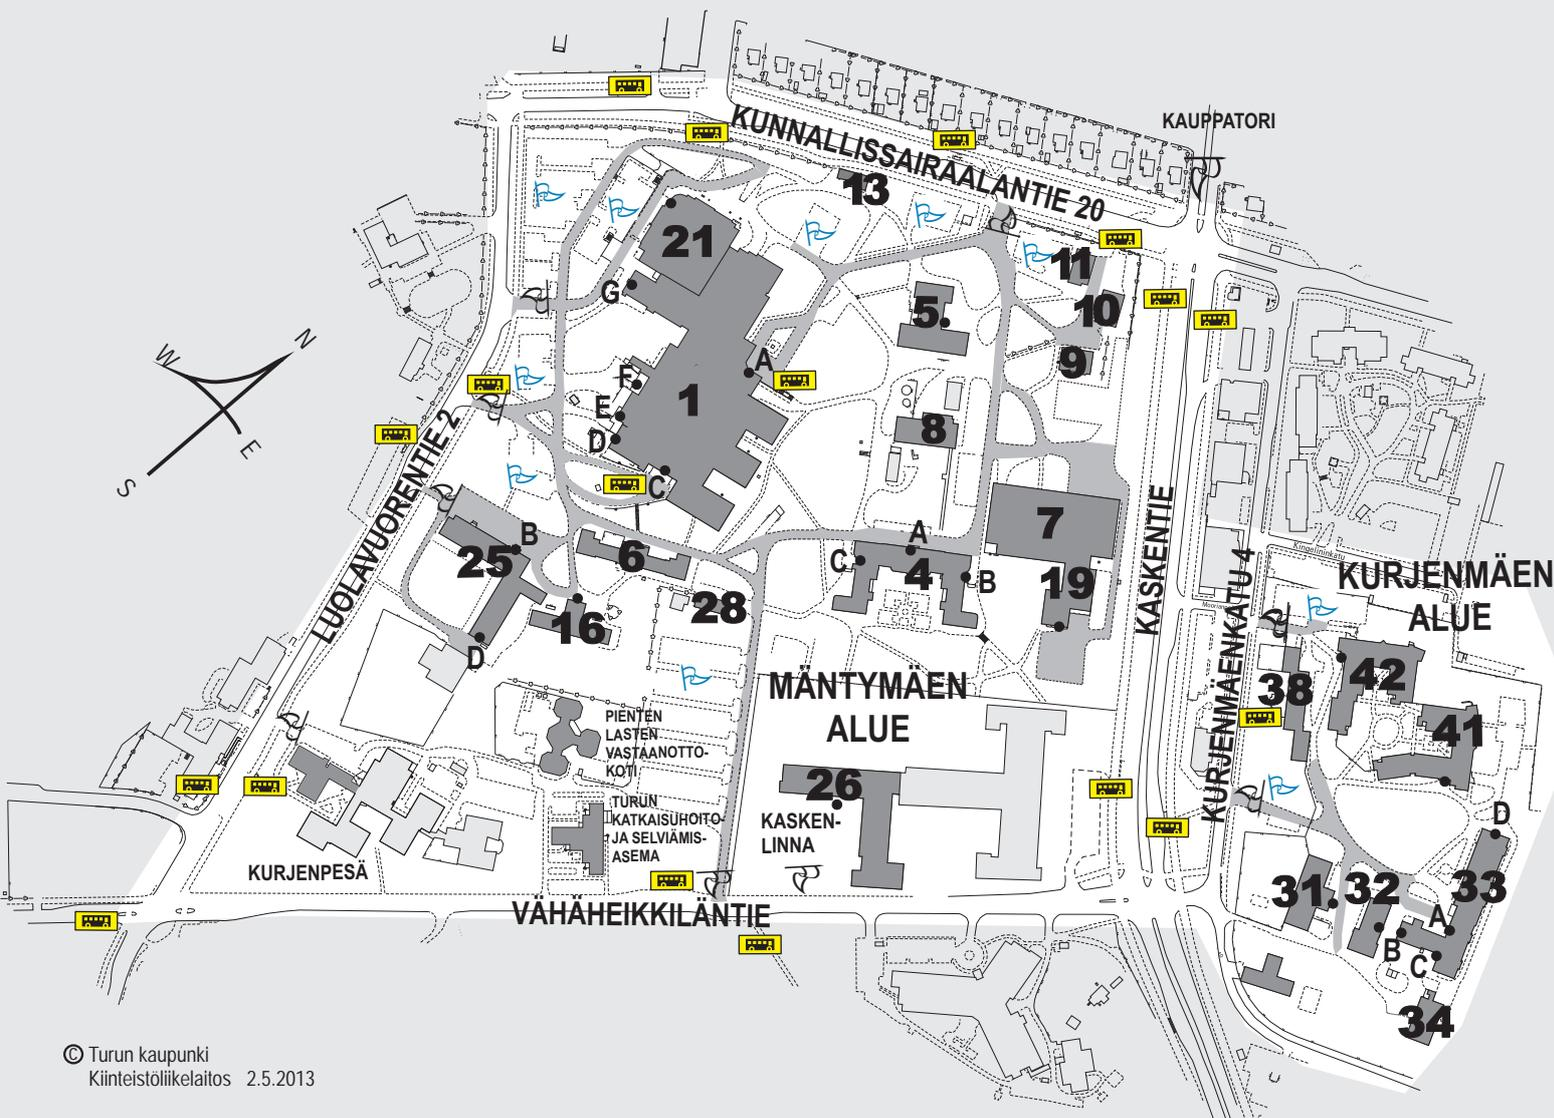 KAUPPATORI
KUNNALLISSAIRAALANTIE 20
13
21
11
G
10
5.
N
W
E
S
A
9
F
1
E
D
8
C
LUOLAVUORENTIE 2
7
KASKENTIE
B
25
6
A
C
4
B
Kingelininkatu
KURJENMÄEN
ALUE
KURJENMÄENKATU 4
19
28
16
D
MÄNTYMÄEN
ALUE
42
38
41
PIENTEN
LASTEN
VASTAANOTTO-
KOTI
26
TURUN
KATKAISUHOITO-
JA SELVIÄMIS-
ASEMA
KASKEN-
LINNA
D
KURJENPESÄ
31.
32
33
VÄHÄHEIKKILÄNTIE
A
B
C
34
© Turun kaupunki
Kiinteistöliikelaitos 2.5.2013